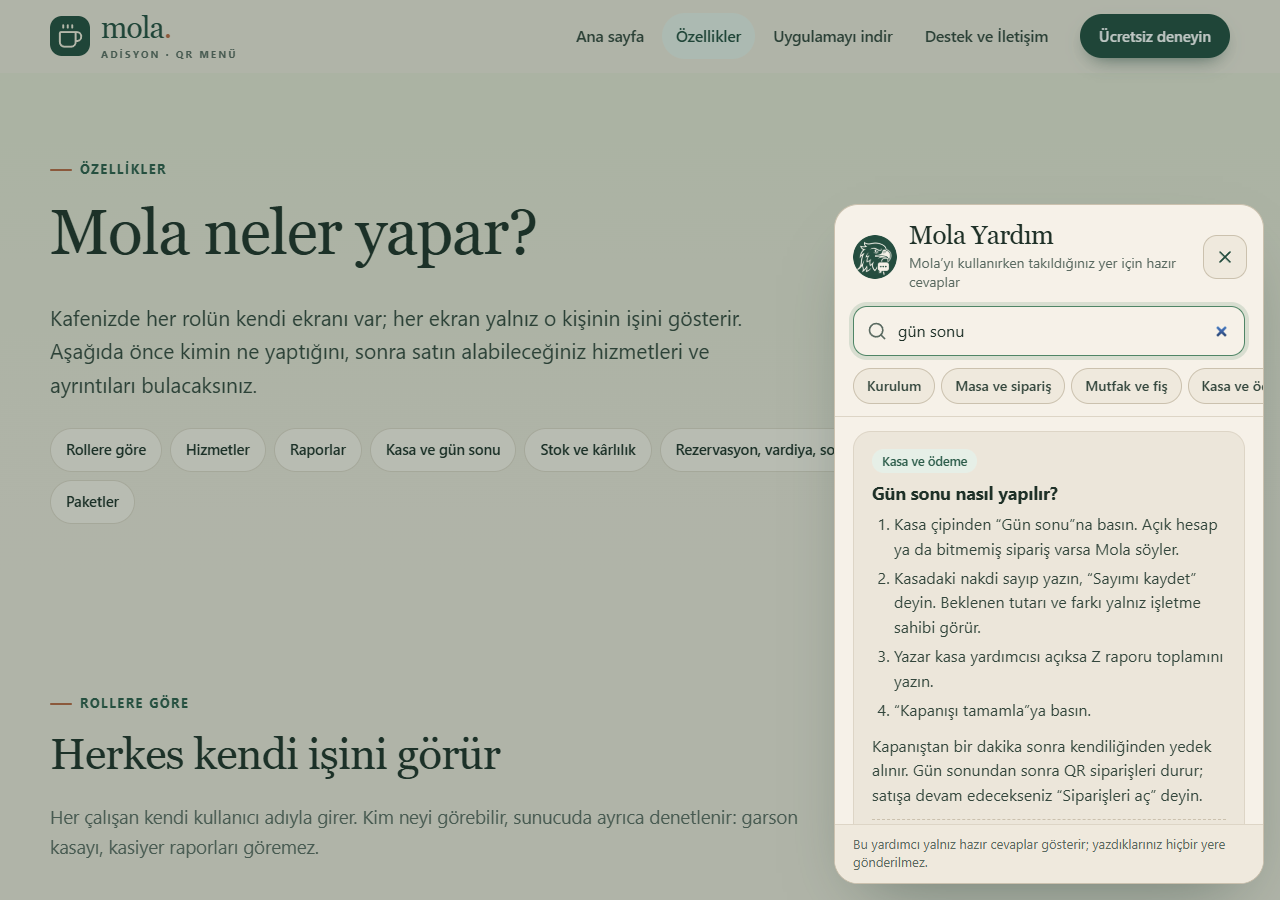 mola.
ADİSYON · QR MENÜ
Ana sayfa
Özellikler
Uygulamayı indir
Destek ve İletişim
Ücretsiz deneyin
ÖZELLİKLER
Mola neler yapar?
Kafenizde her rolün kendi ekranı var; her ekran yalnız o kişinin işini gösterir.
Aşağıda önce kimin ne yaptığını, sonra satın alabileceğiniz hizmetleri ve
ayrıntıları bulacaksınız.
Rollere göre
Hizmetler
Raporlar
Kasa ve gün sonu
Stok ve kârlılık
Rezervasyon, vardiya,
Paketler
ROLLERE GÖRE
Herkes kendi işini görür
Her çalışan kendi kullanıcı adıyla girer. Kim neyi görebilir, sunucuda ayrıca denetlenir: garson
kasayı, kasiyer raporları göremez.
Mola Yardım
Mola’yı kullanırken takıldığınız yer için hazır
cevaplar
gün sonu
Kurulum
Masa ve sipariş
Mutfak ve fiş
Kasa ve
Kasa ve ödeme
Gün sonu nasıl yapılır?
1. Kasa çipinden “Gün sonu”na basın. Açık hesap
ya da bitmemiş sipariş varsa Mola söyler.
2. Kasadaki nakdi sayıp yazın, “Sayımı kaydet”
deyin. Beklenen tutarı ve farkı yalnız işletme
sahibi görür.
3. Yazar kasa yardımcısı açıksa Z raporu toplamını
yazın.
4. “Kapanışı tamamla”ya basın.
Kapanıştan bir dakika sonra kendiliğinden yedek
alınır. Gün sonundan sonra QR siparişleri durur;
satışa devam edecekseniz “Siparişleri aç” deyin.
Bu yardımcı yalnız hazır cevaplar gösterir; yazdıklarınız hiçbir yere
gönderilmez.